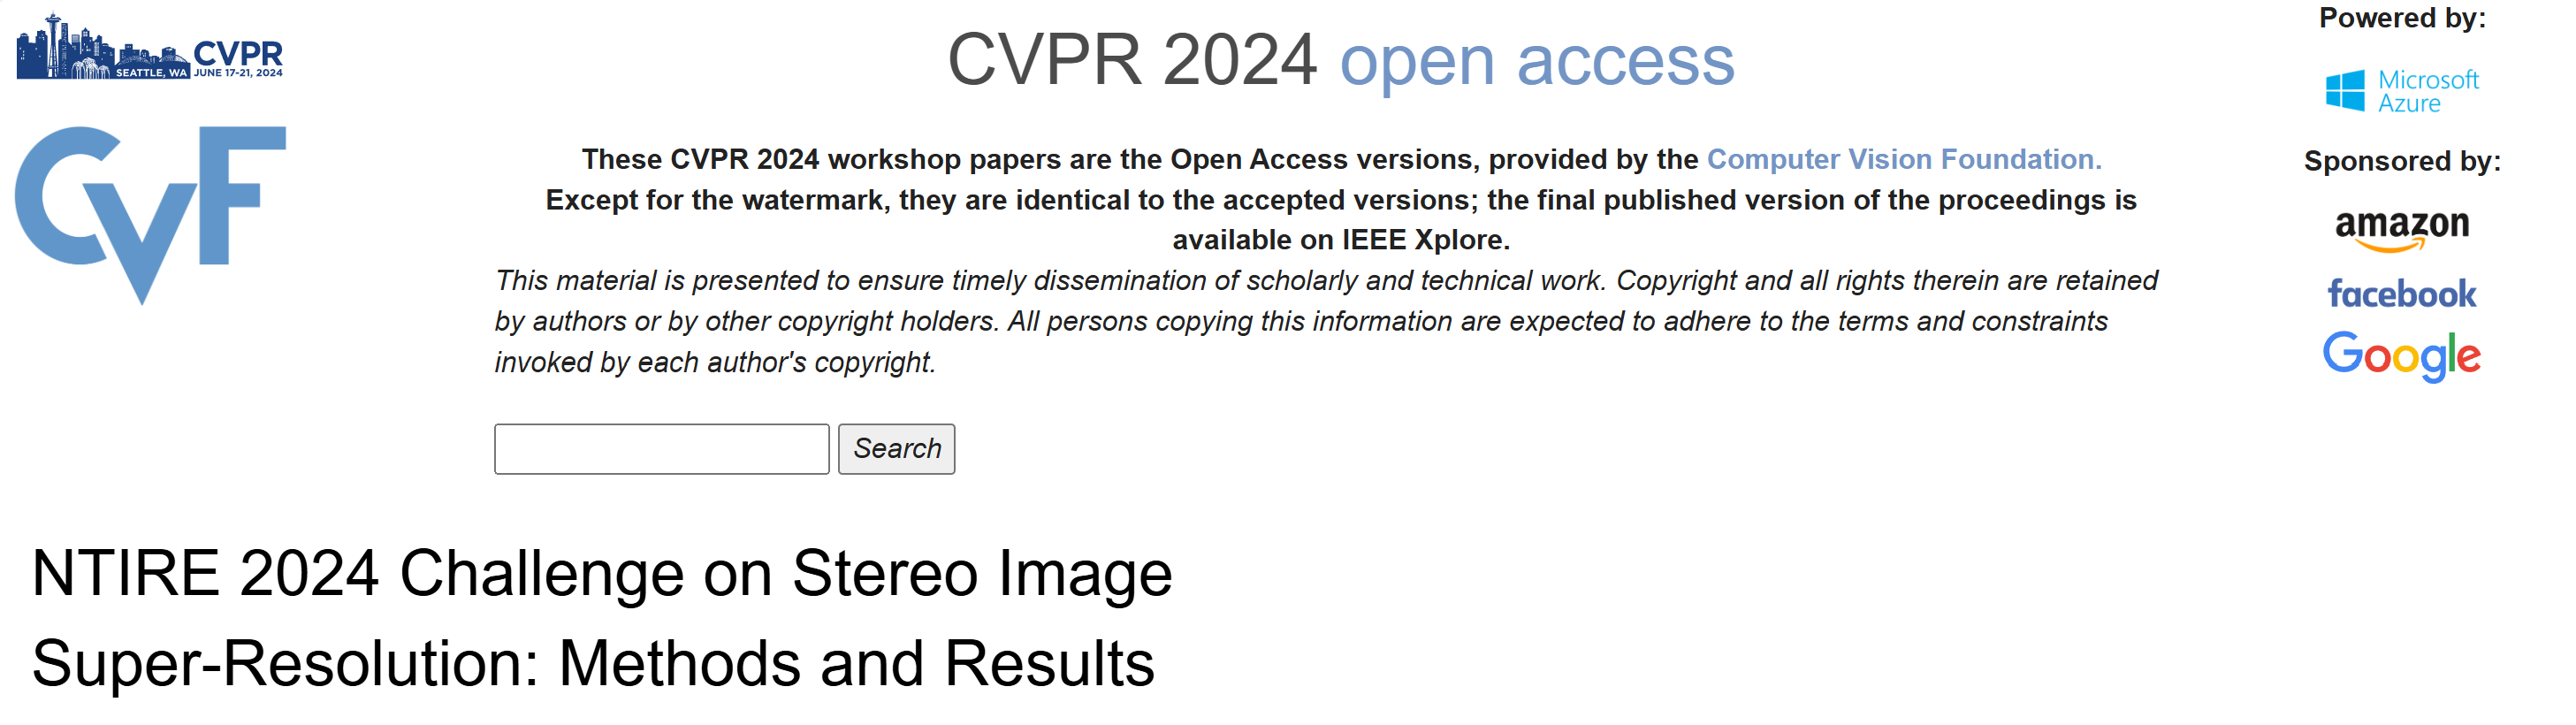 CVPR
SEATTLE, WA JUNE 17-21, 2024
CVF
CVPR 2024 open access
These CVPR 2024 workshop papers are the Open Access versions, provided by the Computer Vision Foundation.
Except for the watermark, they are identical to the accepted versions; the final published version of the proceedings is
available on IEEE Xplore.
This material is presented to ensure timely dissemination of scholarly and technical work. Copyright and all rights therein are retained
by authors or by other copyright holders. All persons copying this information are expected to adhere to the terms and constraints
invoked by each author's copyright.
Search
Powered by:
Microsoft
Azure
Sponsored by:
amazon
facebook
Google
NTIRE 2024 Challenge on Stereo Image
Super-Resolution: Methods and Results